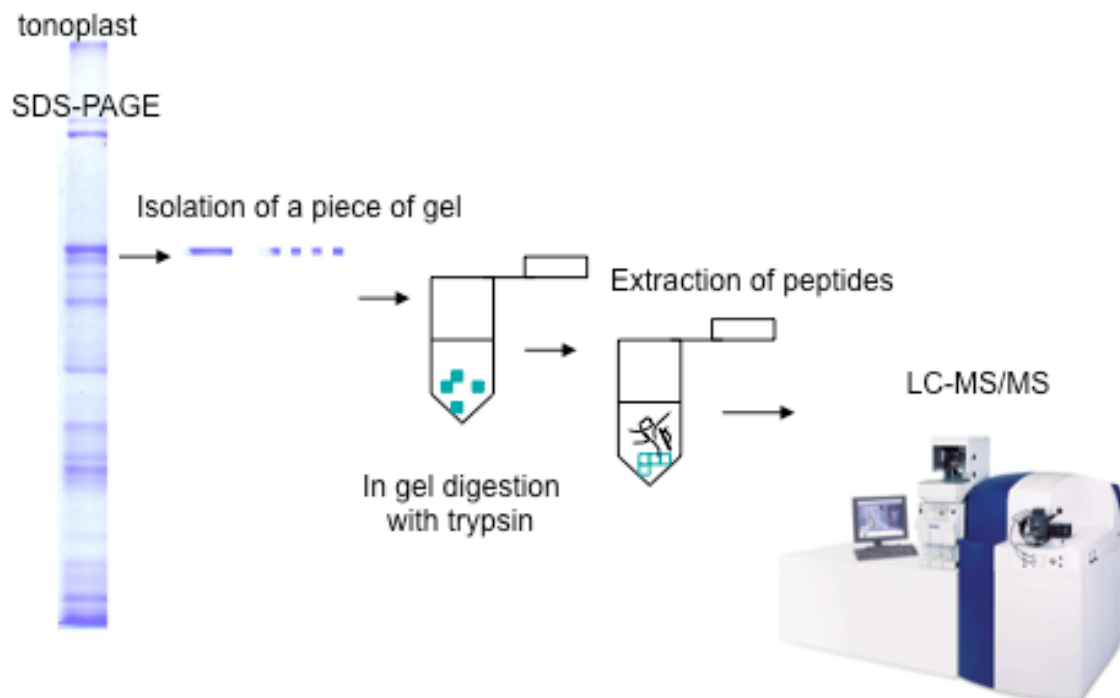 tonoplast
SDS-PAGE
Isolation of a piece of gel
Extraction of peptides
LC-MS/MS
In gel digestion
with trypsin